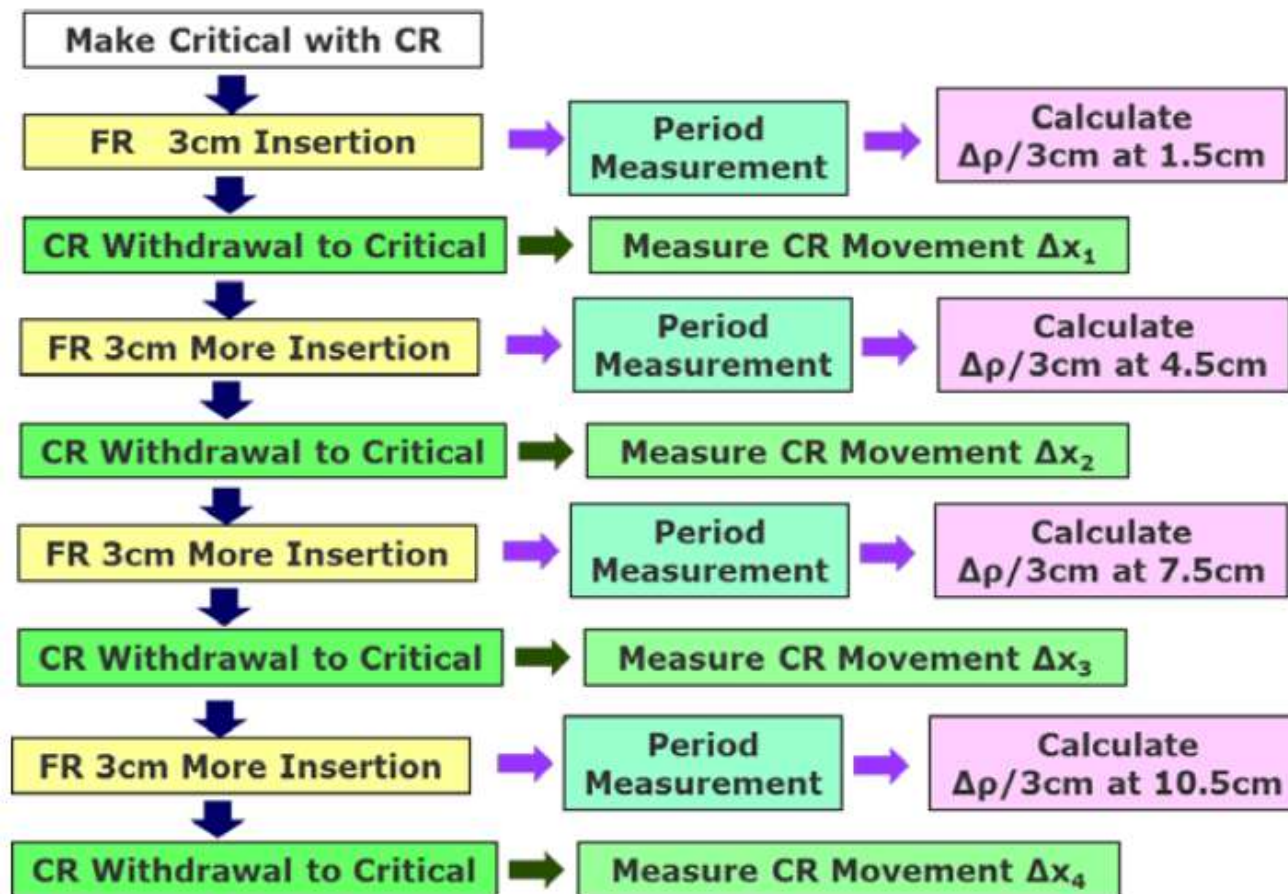 Make Critical with CR
FR 3cm Insertion
Period
Measurement
Calculate
Δρ/3cm at 1.5cm
CR Withdrawal to Critical
Measure CR Movement Δx₁
FR 3cm More Insertion
Period
Measurement
Calculate
Δρ/3cm at 4.5cm
CR Withdrawal to Critical
Measure CR Movement Δx₂
FR 3cm More Insertion
Period
Measurement
Calculate
Δρ/3cm at 7.5cm
CR Withdrawal to Critical
Measure CR Movement Δx₃
FR 3cm More Insertion
Period
Measurement
Calculate
Δρ/3cm at 10.5cm
CR Withdrawal to Critical
Measure CR Movement Δx₄